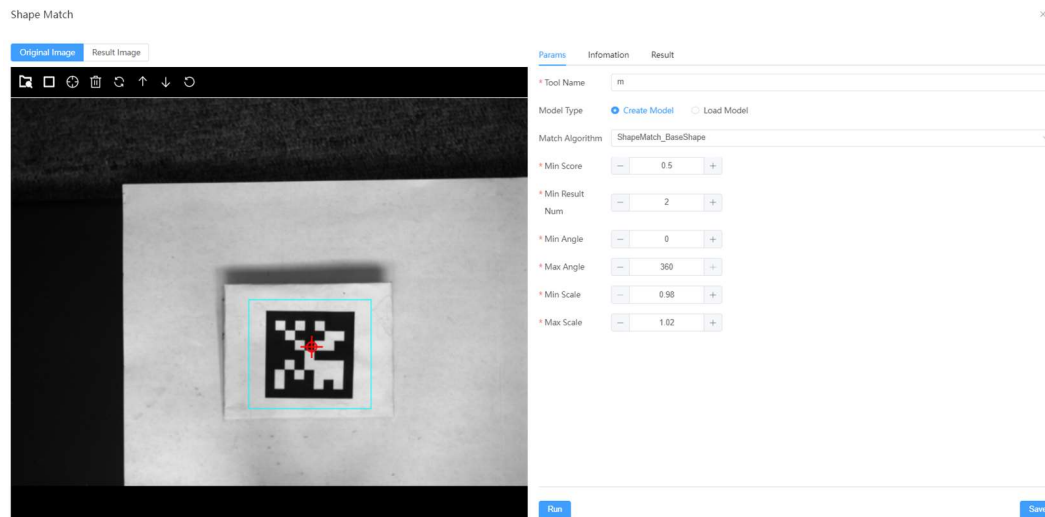 Shape Match
Original Image Result Image
Params Infomation Result
* Tool Name m
Model Type Create Model Load Model
Match Algorithm ShapeMatch_BaseShape
* Min Score − 0.5 +
* Min Result Num − 2 +
* Min Angle − 0 +
* Max Angle − 360 +
* Min Scale − 0.98 +
* Max Scale − 1.02 +
Run Save